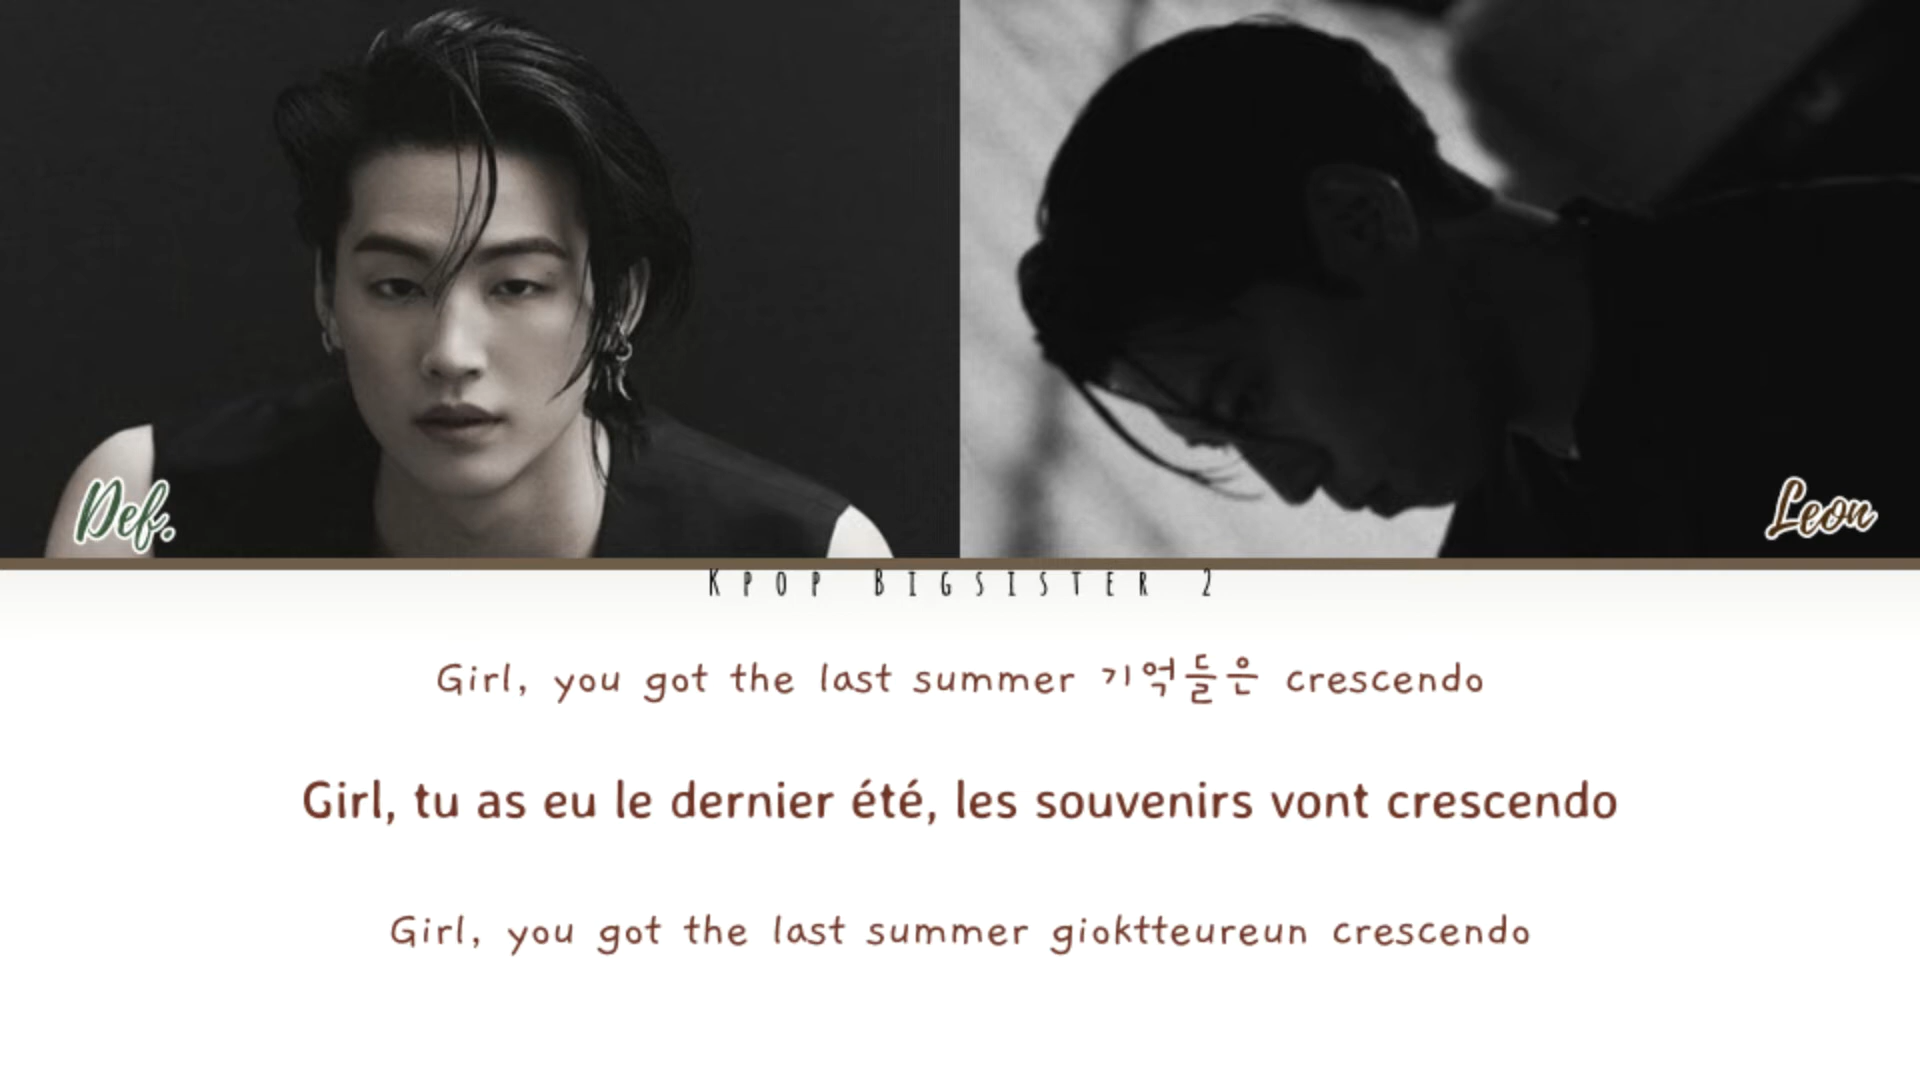 Def.
Leon
KPOP BIGSISTER 2
Girl, you got the last summer 기억들은 crescendo
Girl, tu as eu le dernier été, les souvenirs vont crescendo
Girl, you got the last summer gioktteureun crescendo